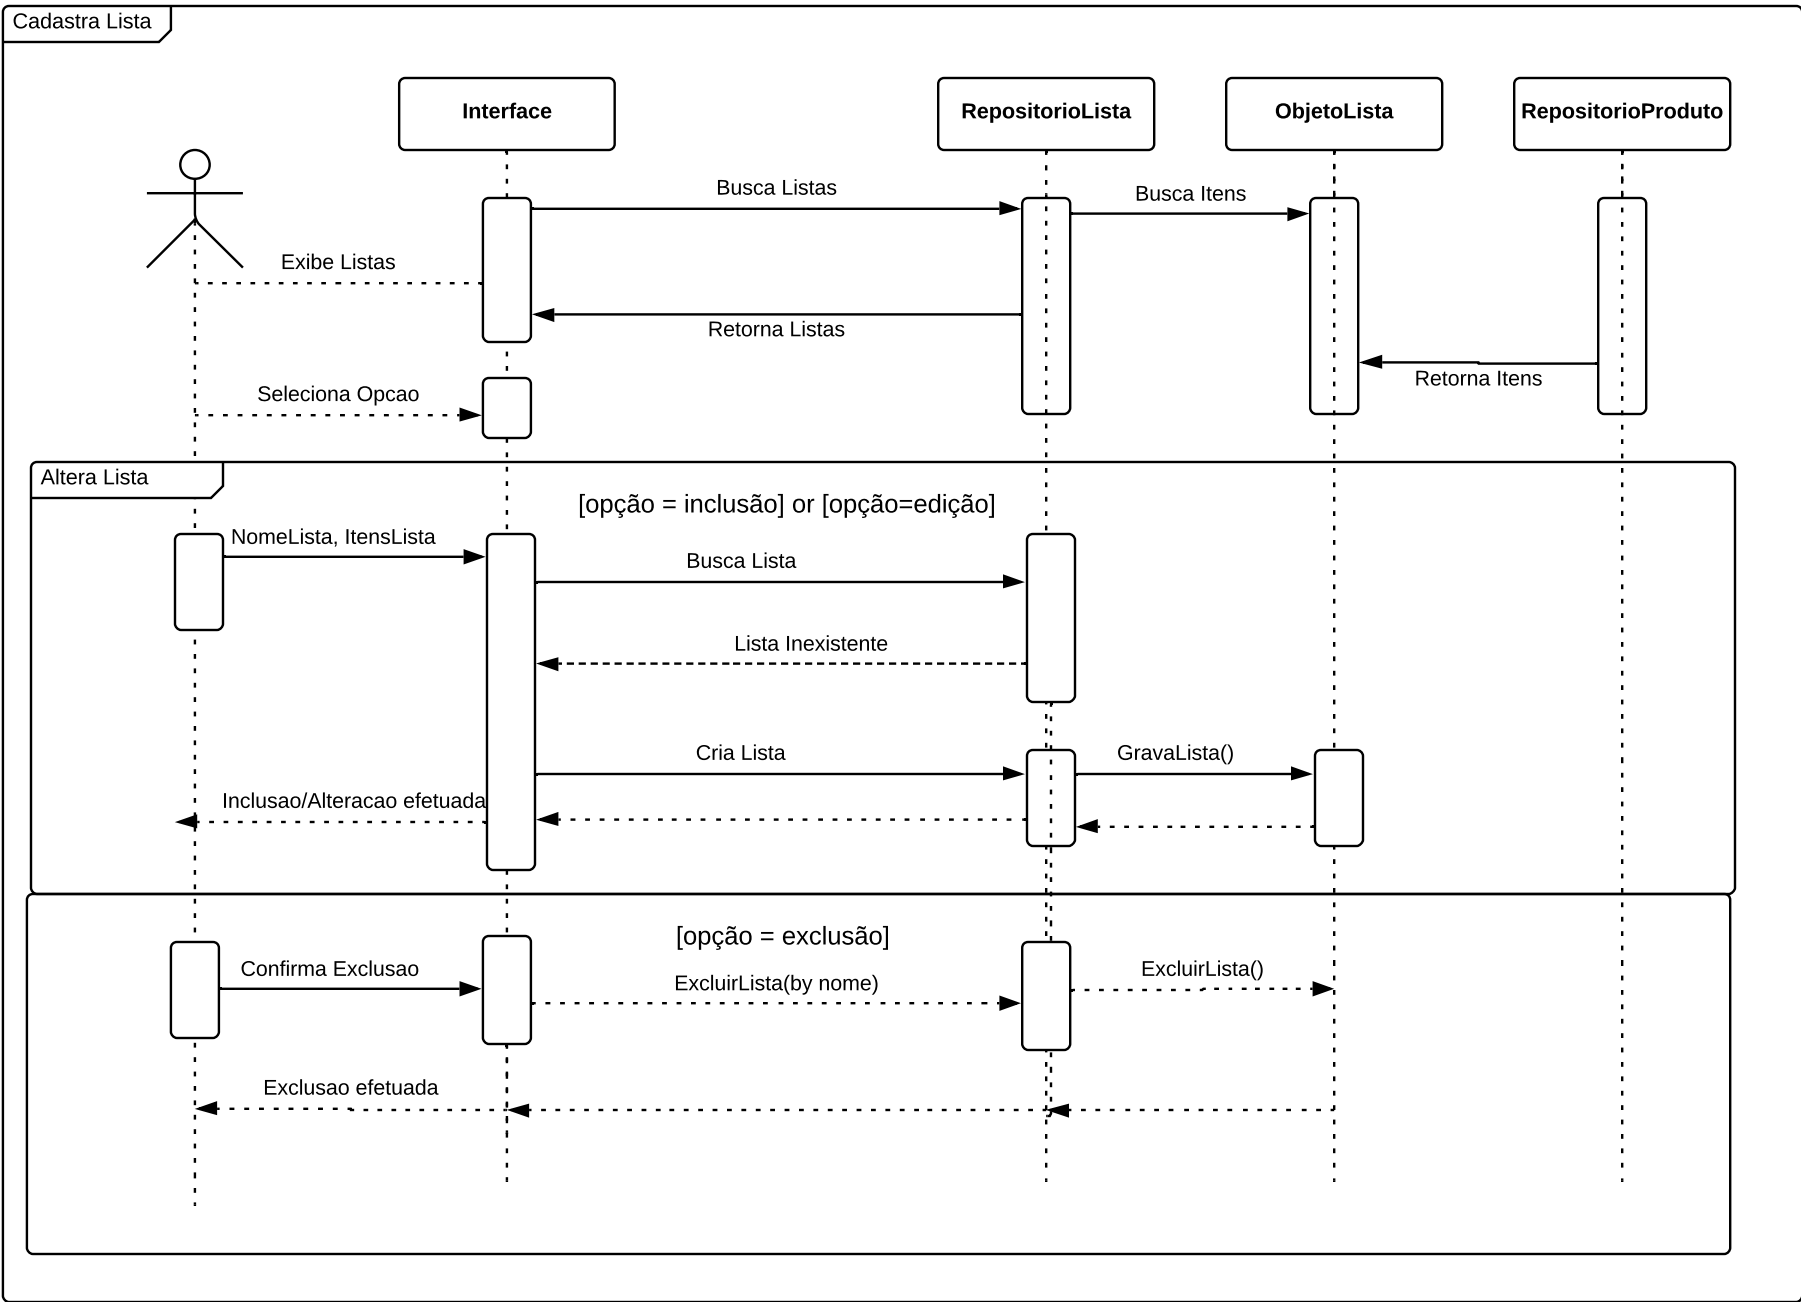 Cadastra Lista
Interface
RepositorioLista
ObjetoLista
RepositorioProduto
Busca Listas
Busca Itens
Exibe Listas
Retorna Listas
Retorna Itens
Seleciona Opcao
Altera Lista
[opção = inclusão] or [opção=edição]
NomeLista, ItensLista
Busca Lista
Lista Inexistente
Cria Lista
GravaLista()
Inclusao/Alteracao efetuada
[opção = exclusão]
Confirma Exclusao
ExcluirLista(by nome)
ExcluirLista()
Exclusao efetuada